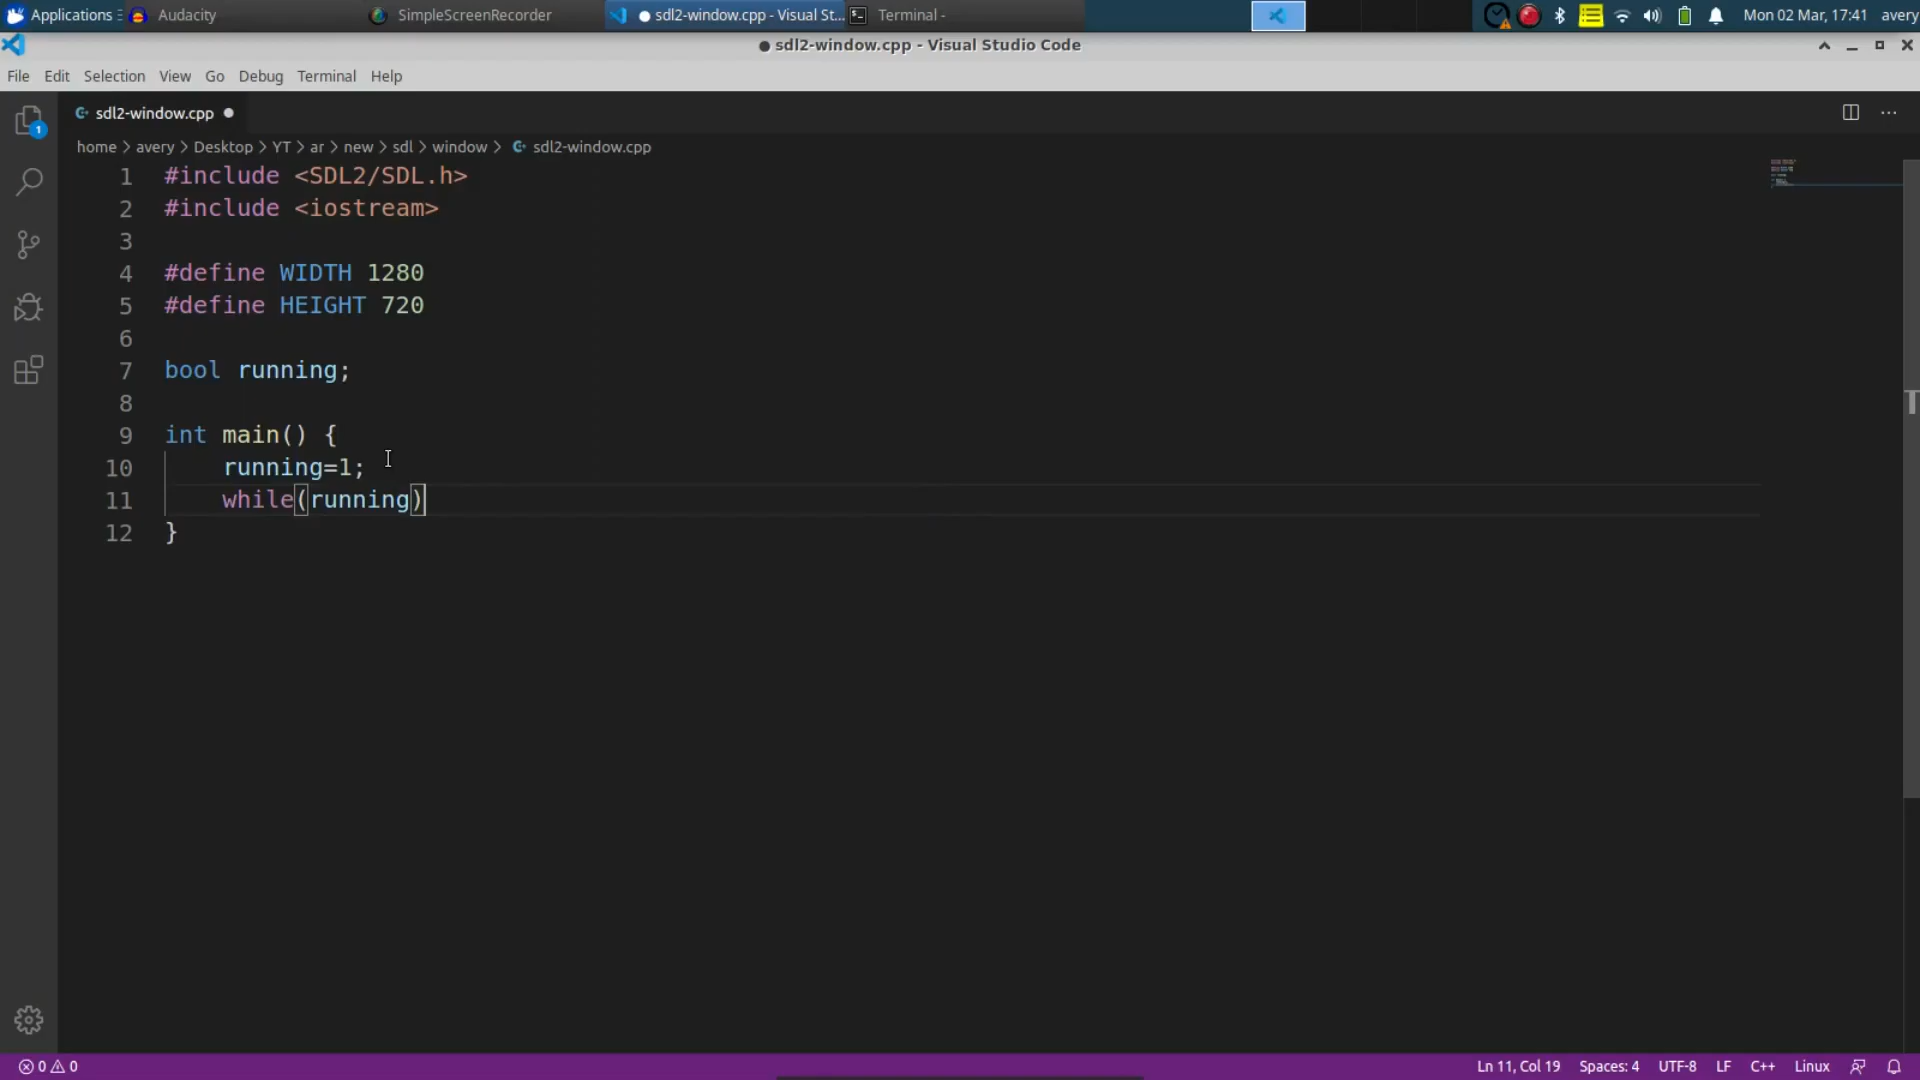 Applications Audacity SimpleScreenRecorder ● sdl2-window.cpp - Visual St... Terminal - Mon 02 Mar, 17:41 avery
● sdl2-window.cpp - Visual Studio Code
File Edit Selection View Go Debug Terminal Help
sdl2-window.cpp ●
home > avery > Desktop > YT > ar > new > sdl > window > sdl2-window.cpp
1
1 #include <SDL2/SDL.h>
2 #include <iostream>
3
4 #define WIDTH 1280
5 #define HEIGHT 720
6
7 bool running;
8
9 int main() {
10 running=1;
11 while(running)
12 }
0 0 Ln 11, Col 19 Spaces: 4 UTF-8 LF C++ Linux